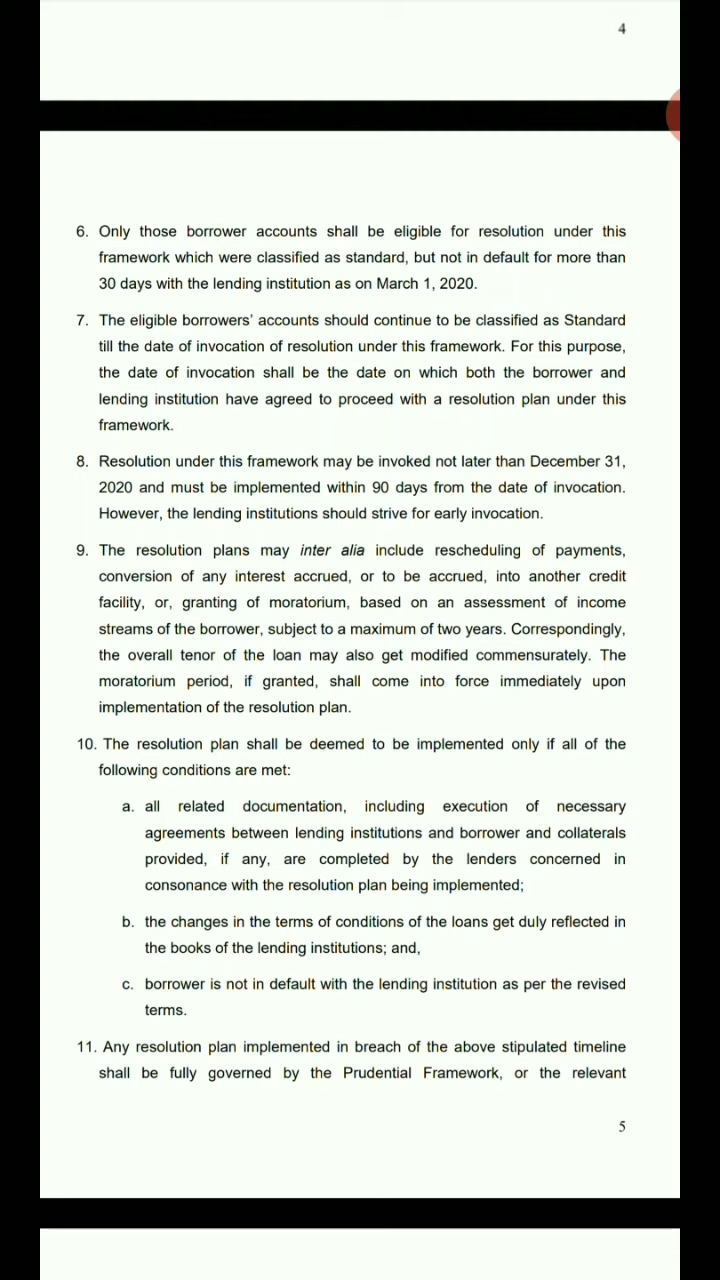 4
6. Only those borrower accounts shall be eligible for resolution under this
framework which were classified as standard, but not in default for more than
30 days with the lending institution as on March 1, 2020.
7. The eligible borrowers' accounts should continue to be classified as Standard
till the date of invocation of resolution under this framework. For this purpose,
the date of invocation shall be the date on which both the borrower and
lending institution have agreed to proceed with a resolution plan under this
framework.
8. Resolution under this framework may be invoked not later than December 31,
2020 and must be implemented within 90 days from the date of invocation.
However, the lending institutions should strive for early invocation.
9. The resolution plans may inter alia include rescheduling of payments,
conversion of any interest accrued, or to be accrued, into another credit
facility, or, granting of moratorium, based on an assessment of income
streams of the borrower, subject to a maximum of two years. Correspondingly,
the overall tenor of the loan may also get modified commensurately. The
moratorium period, if granted, shall come into force immediately upon
implementation of the resolution plan.
10. The resolution plan shall be deemed to be implemented only if all of the
following conditions are met:
a. all related documentation, including execution of necessary
agreements between lending institutions and borrower and collaterals
provided, if any, are completed by the lenders concerned in
consonance with the resolution plan being implemented;
b. the changes in the terms of conditions of the loans get duly reflected in
the books of the lending institutions; and,
c. borrower is not in default with the lending institution as per the revised
terms.
11. Any resolution plan implemented in breach of the above stipulated timeline
shall be fully governed by the Prudential Framework, or the relevant
5